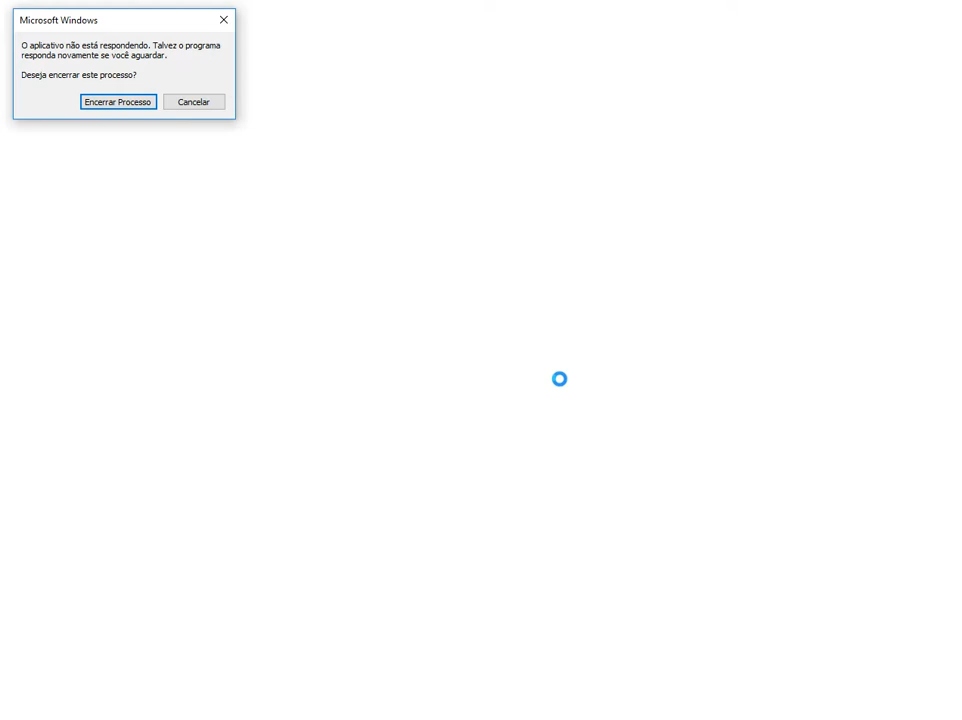 Microsoft Windows
O aplicativo não está respondendo. Talvez o programa
responda novamente se você aguardar.
Deseja encerrar este processo?
Encerrar Processo
Cancelar